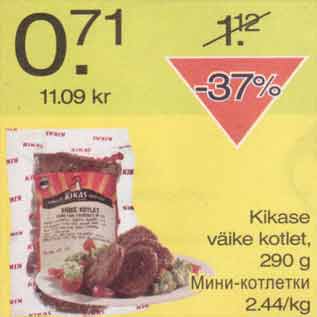 0.71
1.12
11.09 kr
-37%
KIKAS
VÄIKE KOTLET
Kikase
väike kotlet,
290 g
Мини-котлетки
2.44/kg